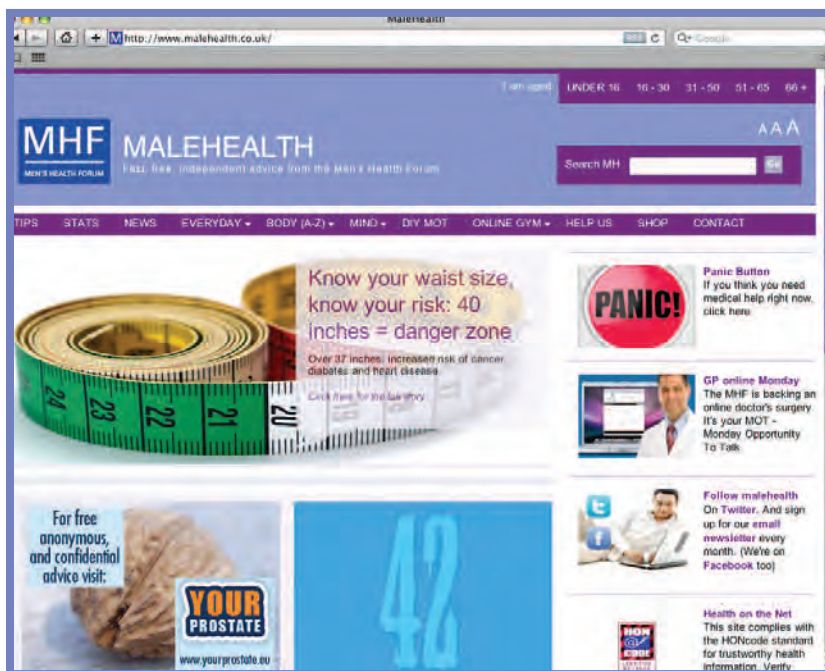 Malehealth
http://www.malehealth.co.uk/
RSS
Google
I am aged
UNDER 16 16 - 30 31 - 50 51 - 65 66 +
MHF
MEN'S HEALTH FORUM
MALEHEALTH
Fast, free, independent advice from the Men's Health Forum
A A A
Search MH
Go
TIPS STATS NEWS EVERYDAY BODY (A-Z) MIND DIY MOT ONLINE GYM HELP US SHOP CONTACT
Know your waist size,
know your risk: 40
inches = danger zone
Over 37 inches, increased risk of cancer
diabetes and heart disease
Click here for the full story
24 23 22 21 20
PANIC!
Panic Button
If you think you need
medical help right now,
click here
GP online Monday
The MHF is backing an
online doctor's surgery
It's your MOT -
Monday Opportunity
To Talk
Follow malehealth
On Twitter. And sign
up for our email
newsletter every
month. (We're on
Facebook too)
Health on the Net
This site complies with
the HONcode standard
for trustworthy health
information. Verify
HON
@
CODE
For free
anonymous,
and confidential
advice visit:
YOUR
PROSTATE
www.yourprostate.eu
42